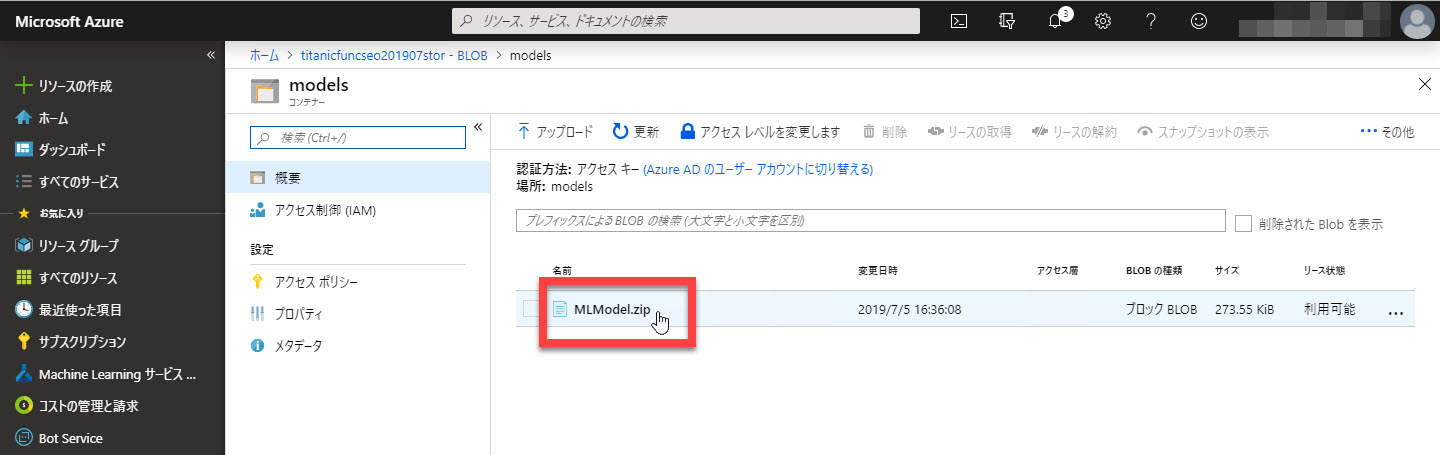 Microsoft Azure
リソース、サービス、ドキュメントの検索
3
«
リソースの作成
ホーム
ダッシュボード
すべてのサービス
お気に入り
リソース グループ
すべてのリソース
最近使った項目
サブスクリプション
Machine Learning サービス ...
コストの管理と請求
Bot Service
ホーム > titanicfuncseo201907stor - BLOB > models
models
コンテナー
検索 (Ctrl+/)
«
概要
アクセス制御 (IAM)
設定
アクセス ポリシー
プロパティ
メタデータ
アップロード 更新 アクセス レベルを変更します 削除 リースの取得 リースの解約 スナップショットの表示 ... その他
認証方法: アクセス キー (Azure AD のユーザー アカウントに切り替える)
場所: models
プレフィックスによる BLOB の検索 (大文字と小文字を区別)
削除された Blob を表示
名前 変更日時 アクセス層 BLOB の種類 サイズ リース状態
MLModel.zip 2019/7/5 16:36:08 ブロック BLOB 273.55 KiB 利用可能 ...